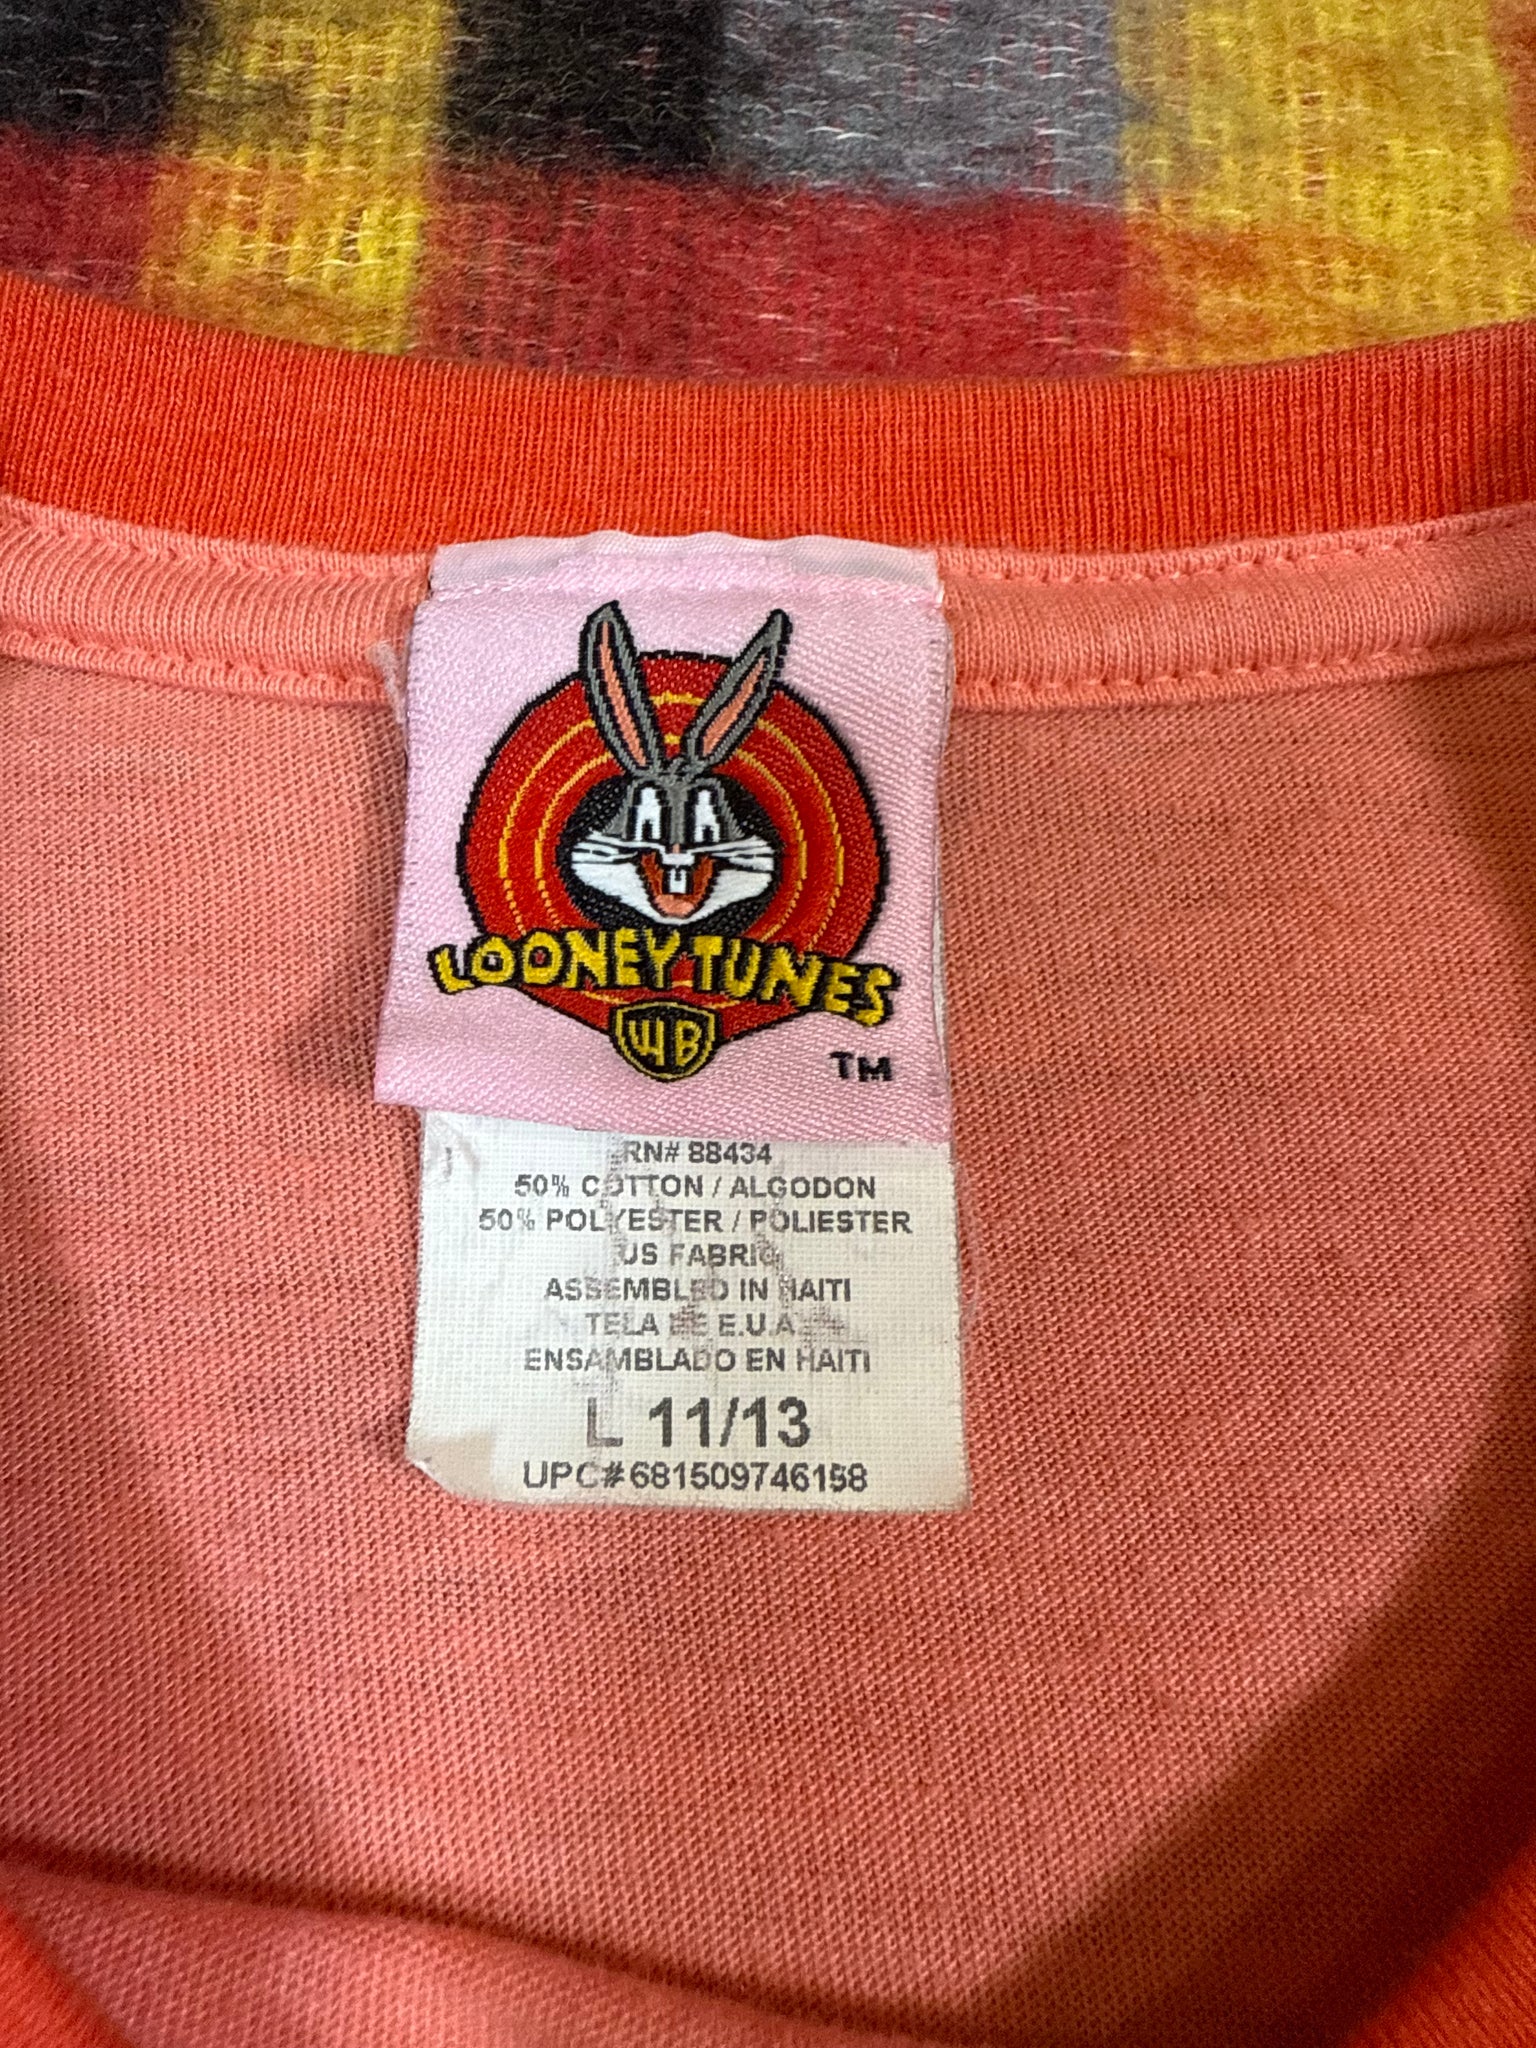 LOONEY TUNES
WB
TM
RN# 88434
50% COTTON / ALGODON
50% POLYESTER / POLIESTER
US FABRIC
ASSEMBLED IN HAITI
TELA DE E.U.A.
ENSAMBLADO EN HAITI
L 11/13
UPC#681509746158